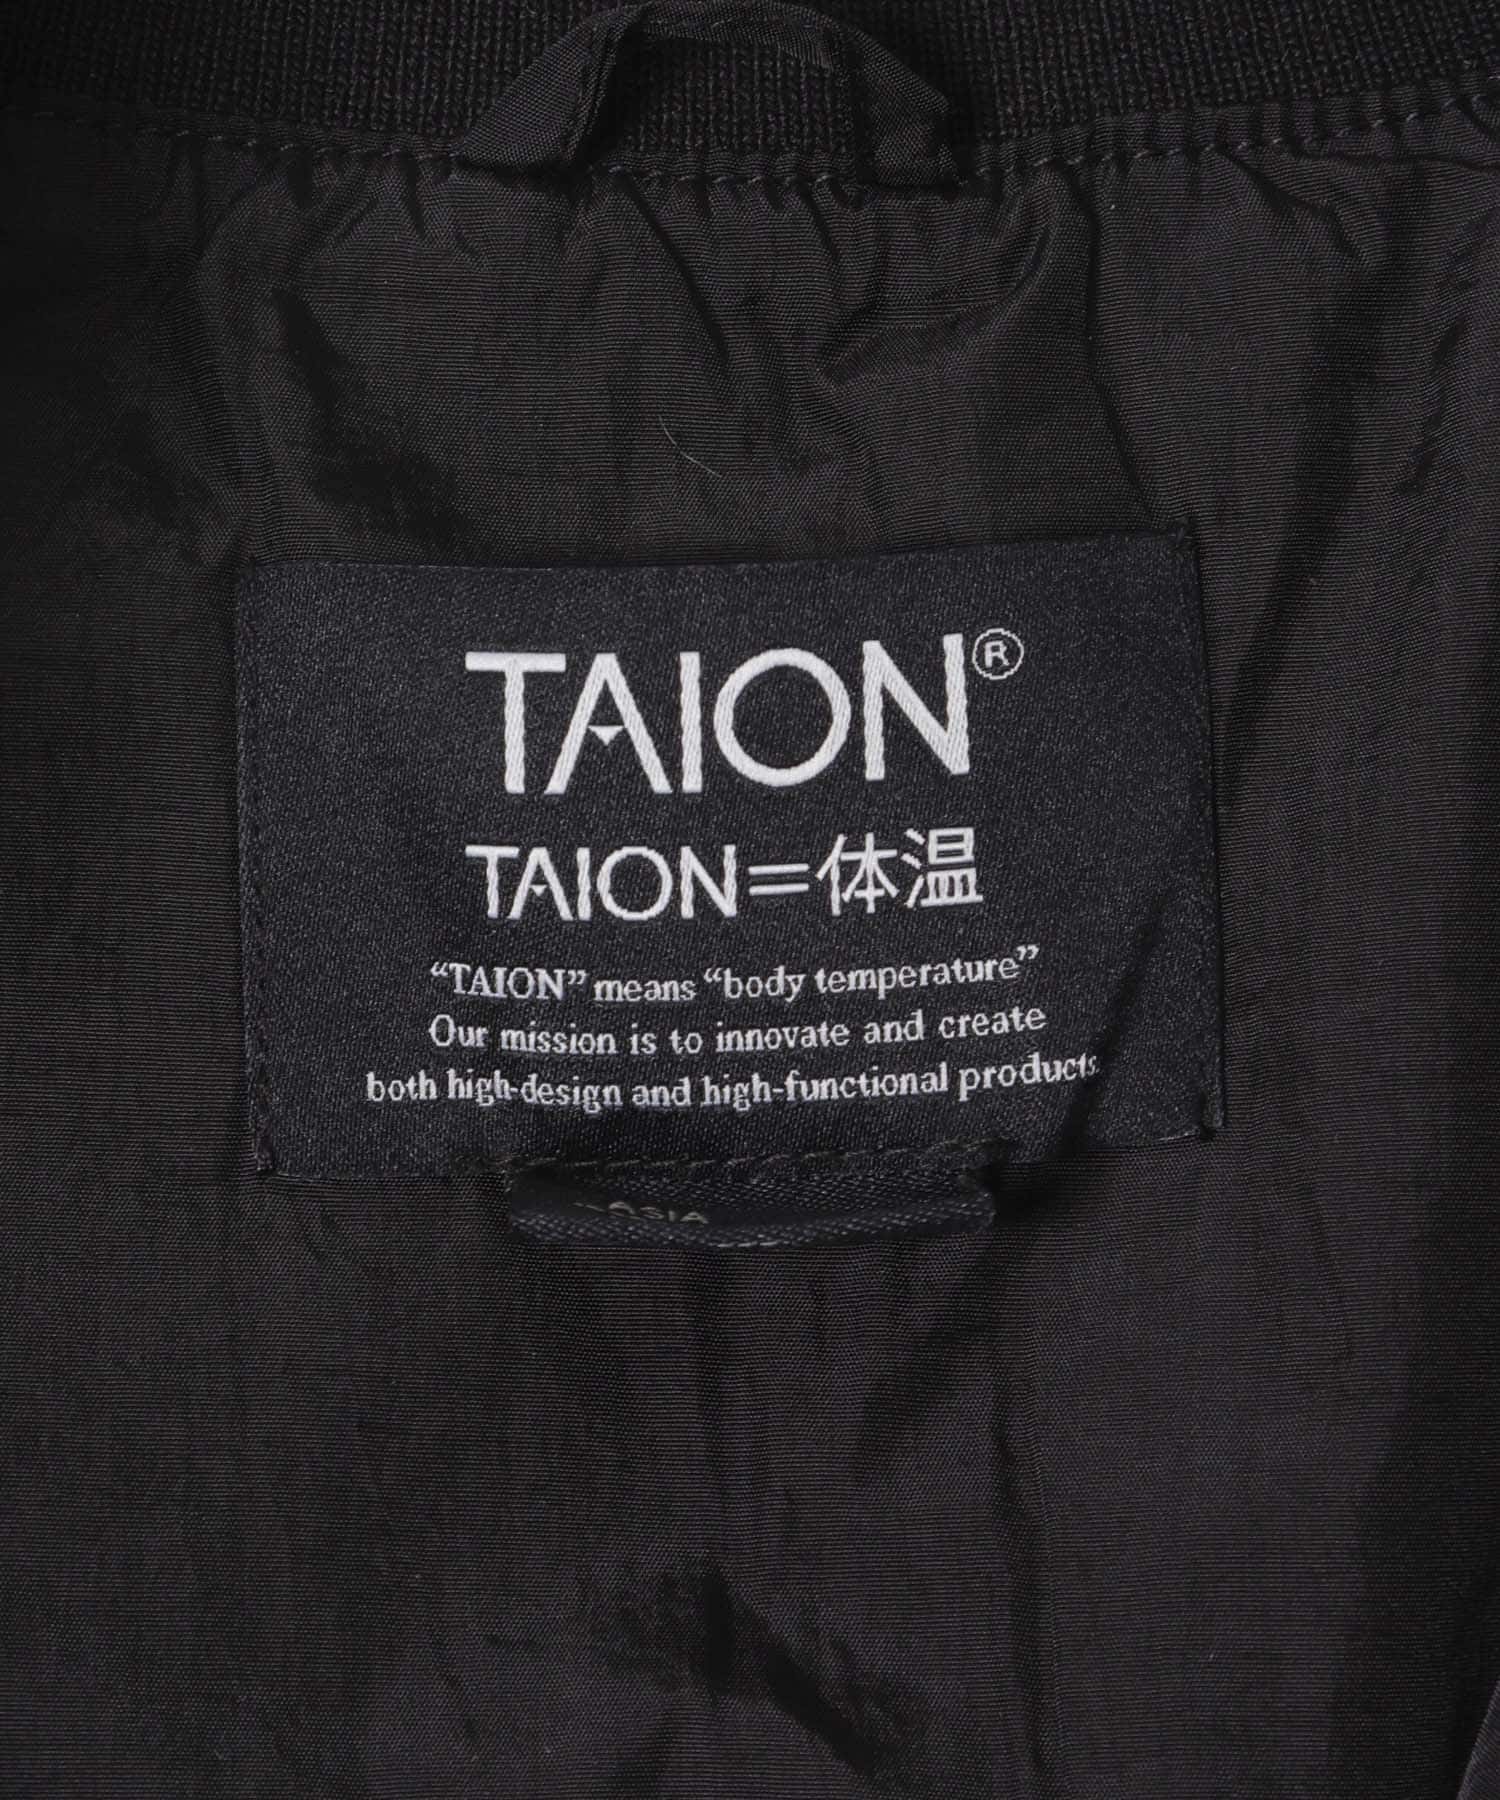 TAION®
TAION=体温
“TAION” means “body temperature”
Our mission is to innovate and create
both high-design and high-functional products.
ASIA